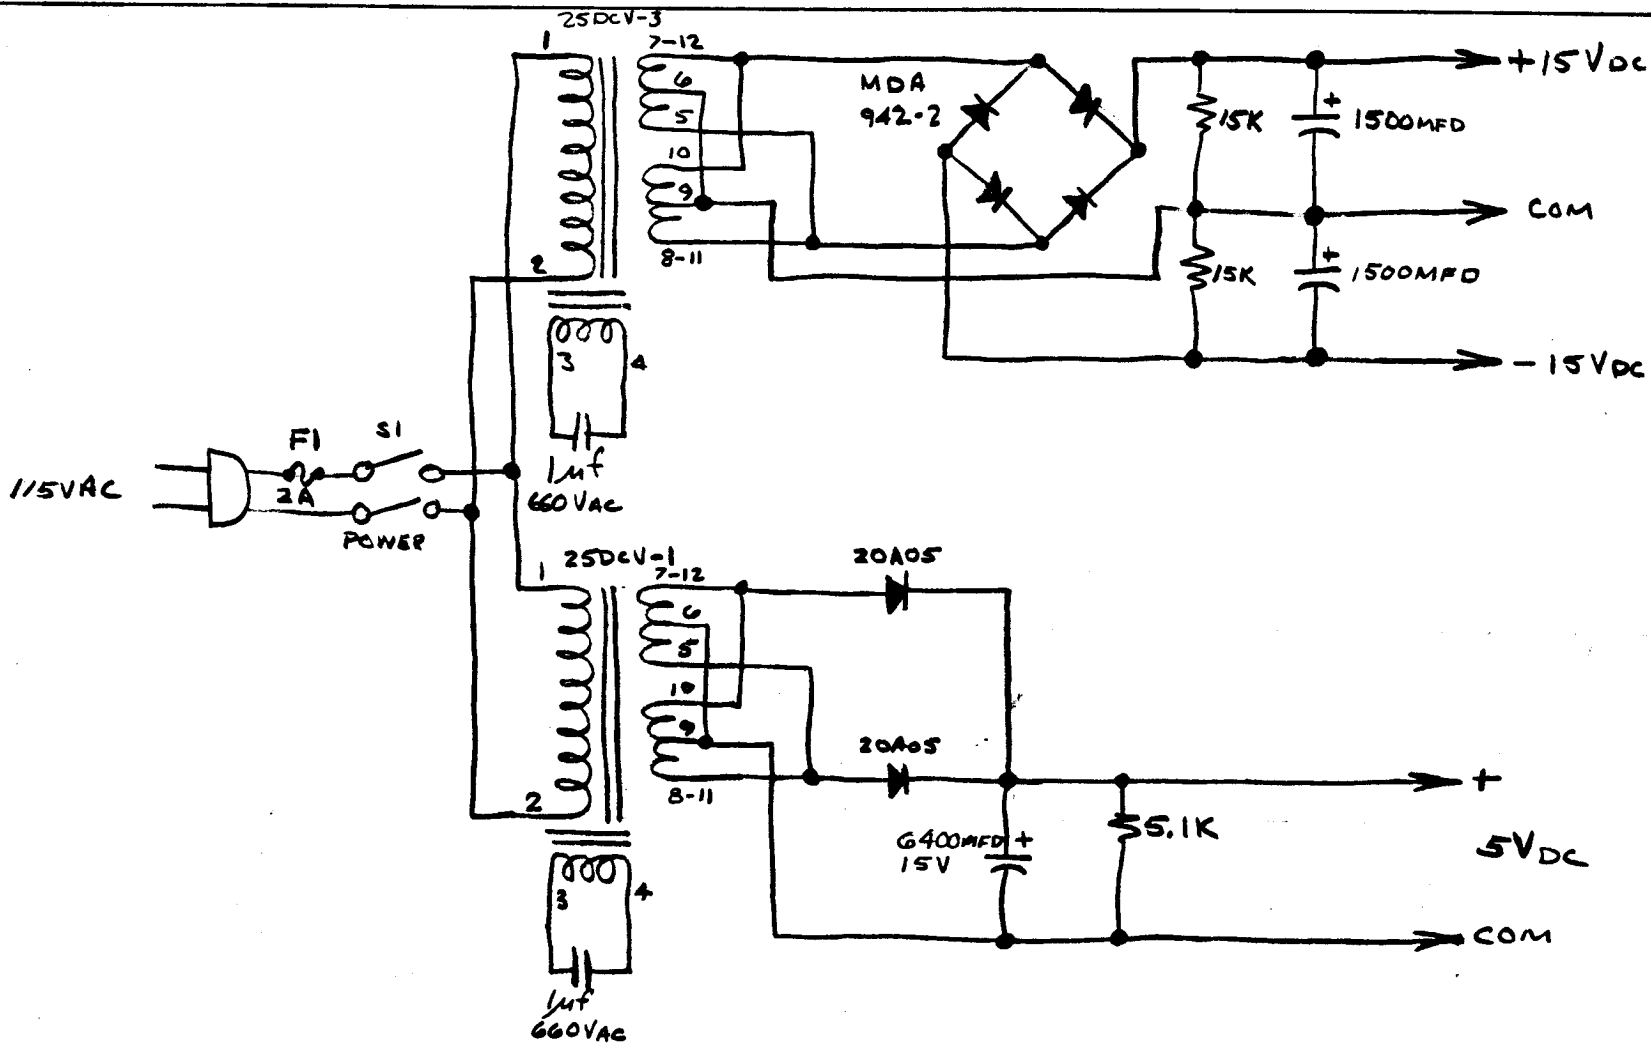 25DCV-3
1
7-12
6
5
10
9
8-11
2
MDA
942-2
15K
1500MFD
+
+15VDC
COM
15K
1500MFD
+
-15VDC
3
4
1µf
660VAC
115VAC
F1
2A
S1
POWER
25DCV-1
1
7-12
6
5
10
9
8-11
2
20A05
20A05
6400MFD +
15V
5.1K
+
5VDC
COM
3
4
1µf
660VAC